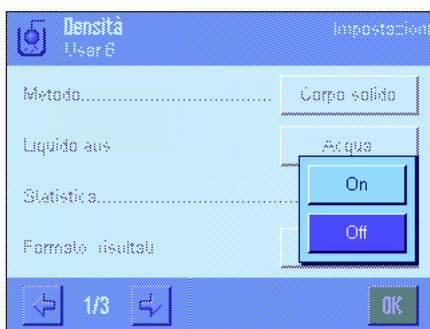 Densità
User 6
Impostazioni
Metodo
Corpo solido
Liquido aus
Acqua
Statistica
On
Off
Formato risultati
1/3
OK